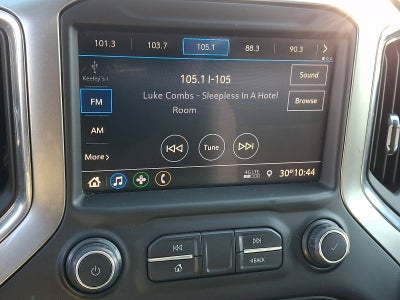 101.3 103.7 105.1 88.3 90.3
Keeley's i
105.1 I-105
Sound
FM
Luke Combs - Sleepless In A Hotel
Room
Browse
AM
Tune
More
4G LTE
30° 10:44
BACK